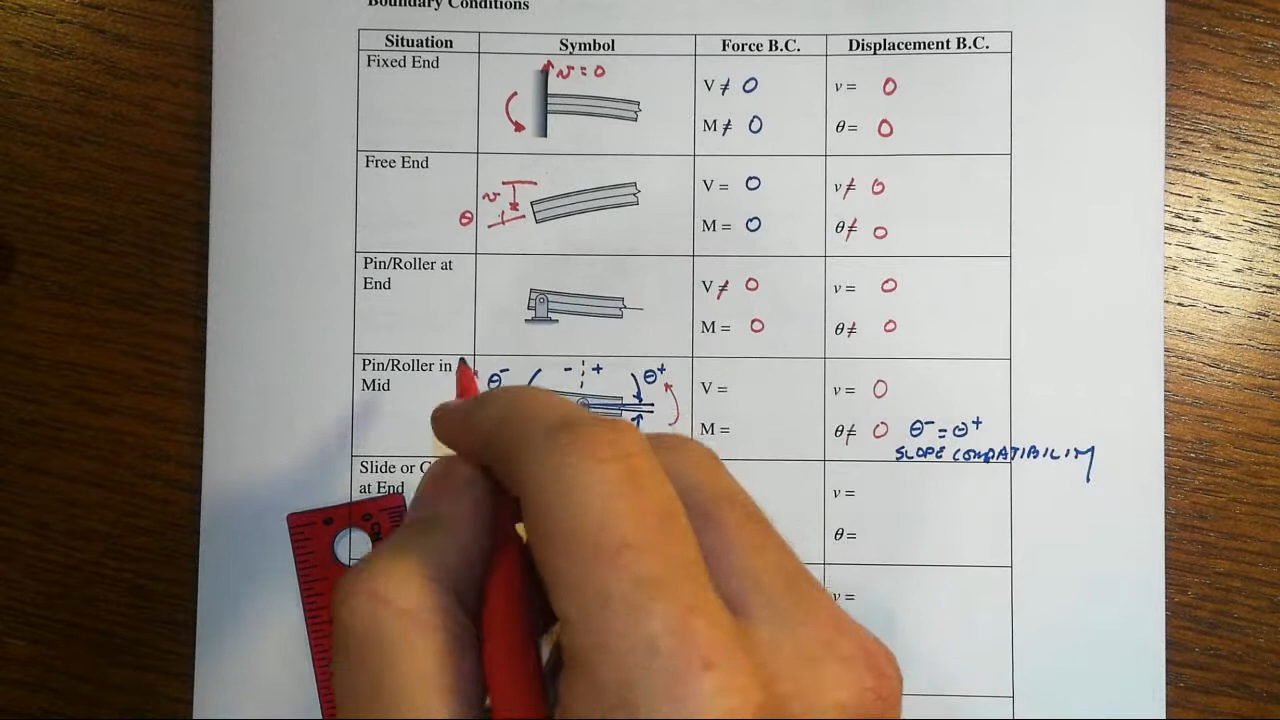 Boundary Conditions
Situation Symbol Force B.C. Displacement B.C.
Fixed End
v = 0
V ≠ 0
M ≠ 0
v = 0
θ = 0
Free End
v
θ
V = 0
M = 0
v ≠ 0
θ ≠ 0
Pin/Roller at
End
V ≠ 0
M = 0
v = 0
θ ≠ 0
Pin/Roller in
Mid
θ⁻ - + θ⁺
V =
M =
v = 0
θ ≠ 0 θ⁻ = θ⁺
SLOPE COMPATIBILITY
Slide or
at End
v =
θ =
v =